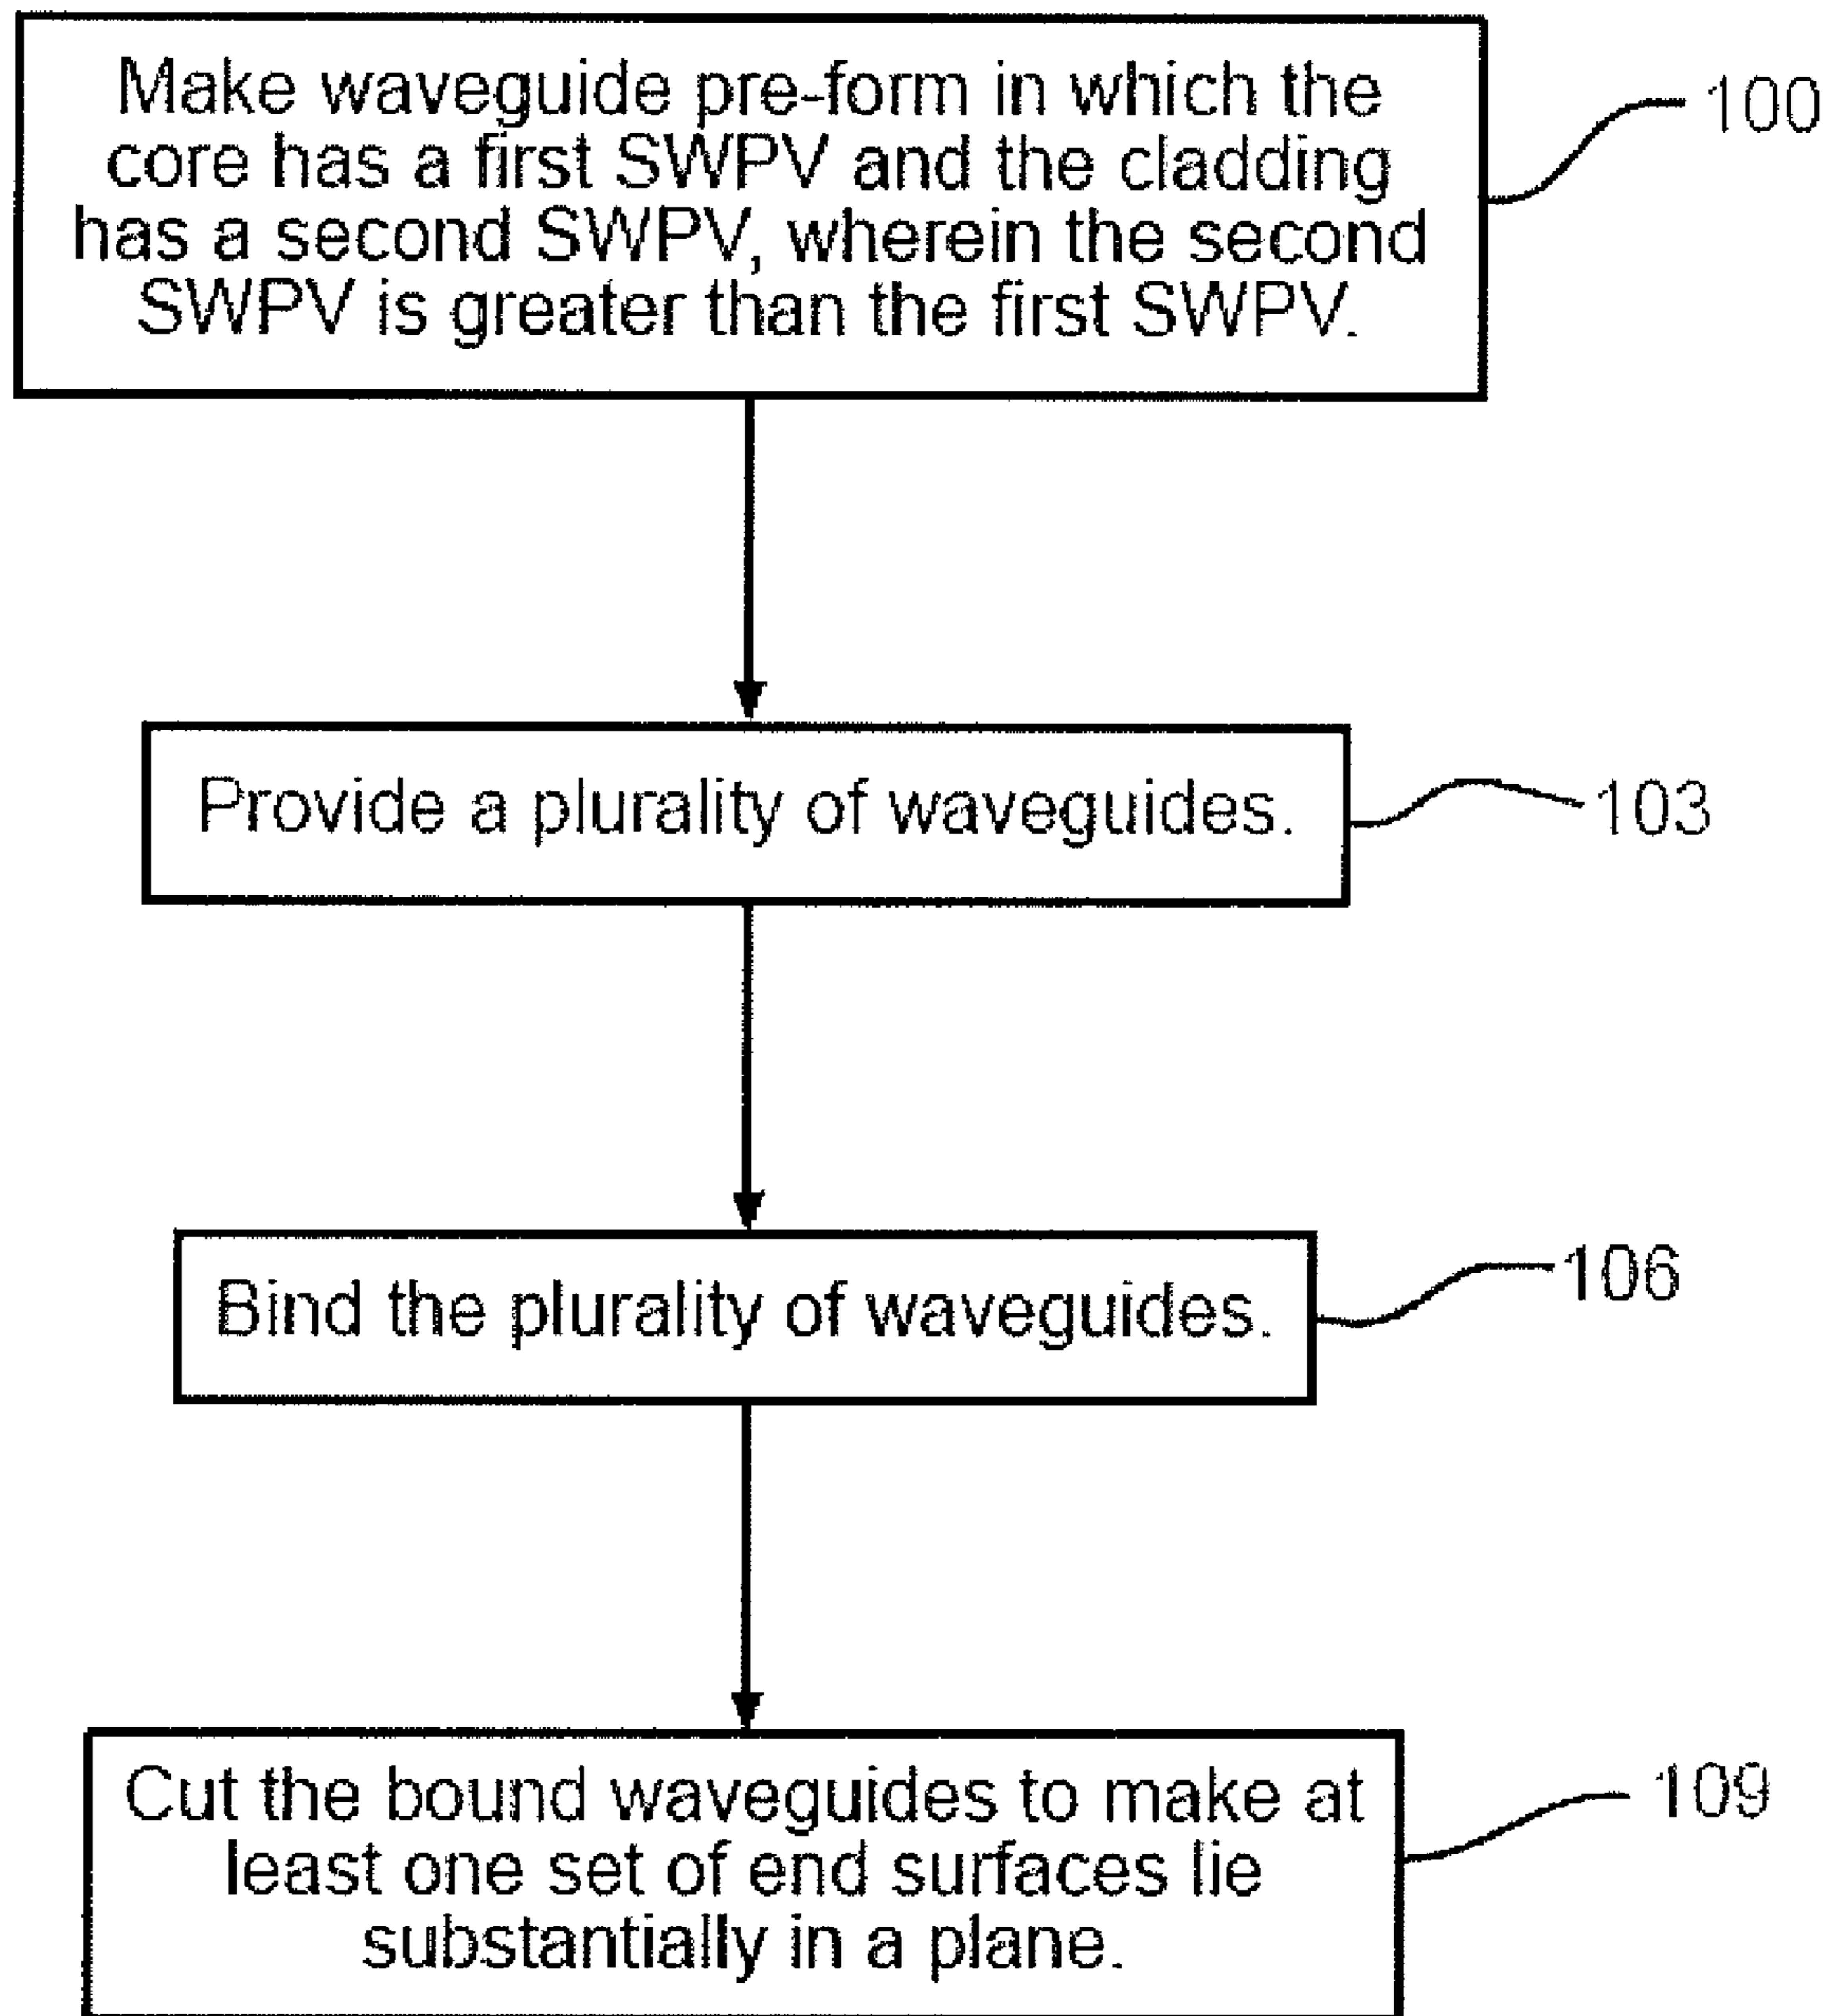 Make waveguide pre-form in which the
core has a first SWPV and the cladding
has a second SWPV, wherein the second
SWPV is greater than the first SWPV.
100
Provide a plurality of waveguides.
103
Bind the plurality of waveguides.
106
Cut the bound waveguides to make at
least one set of end surfaces lie
substantially in a plane.
109